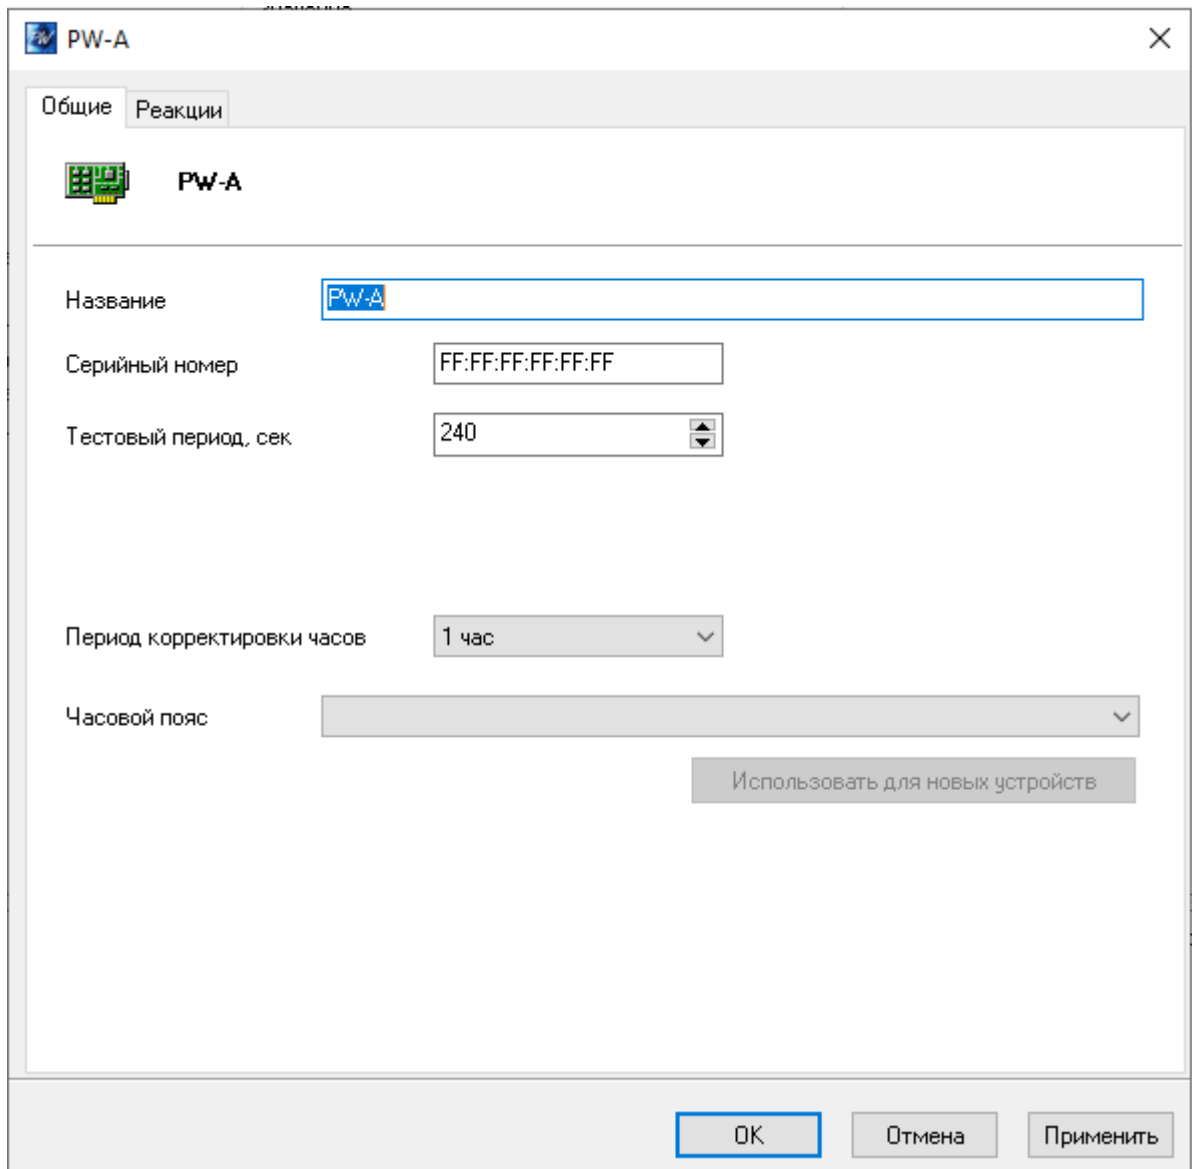 PW-A
Общие
Реакции
PW-A
Название
PW-A
Серийный номер
FF:FF:FF:FF:FF:FF
Тестовый период, сек
240
Период корректировки часов
1 час
Часовой пояс
Использовать для новых устройств
OK
Отмена
Применить